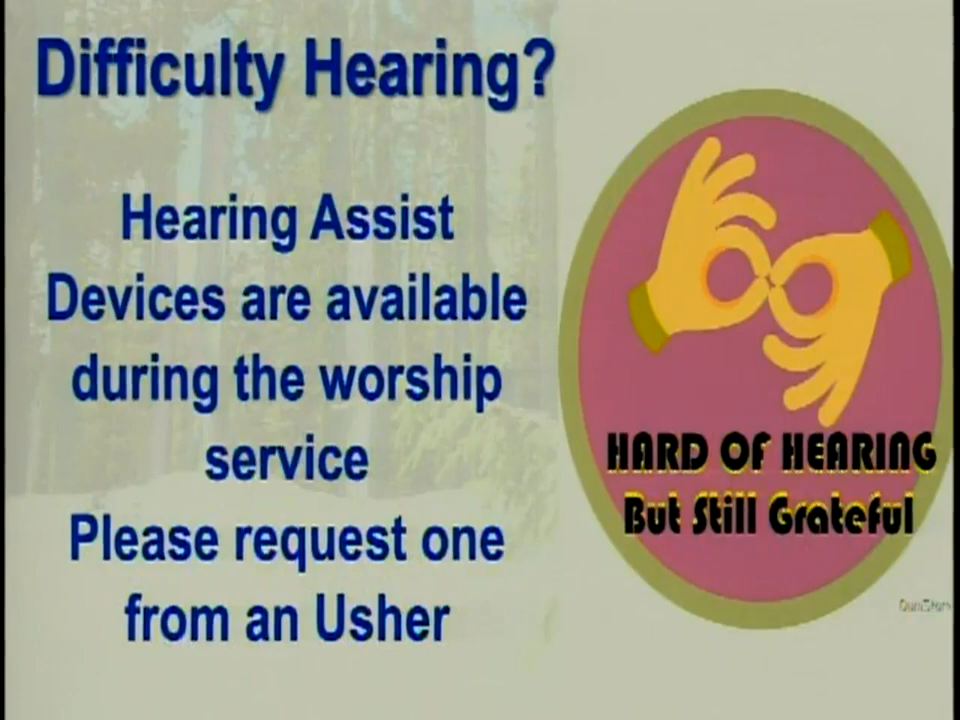 Difficulty Hearing?
Hearing Assist
Devices are available
during the worship
service
Please request one
from an Usher
HARD OF HEARING
But Still Grateful